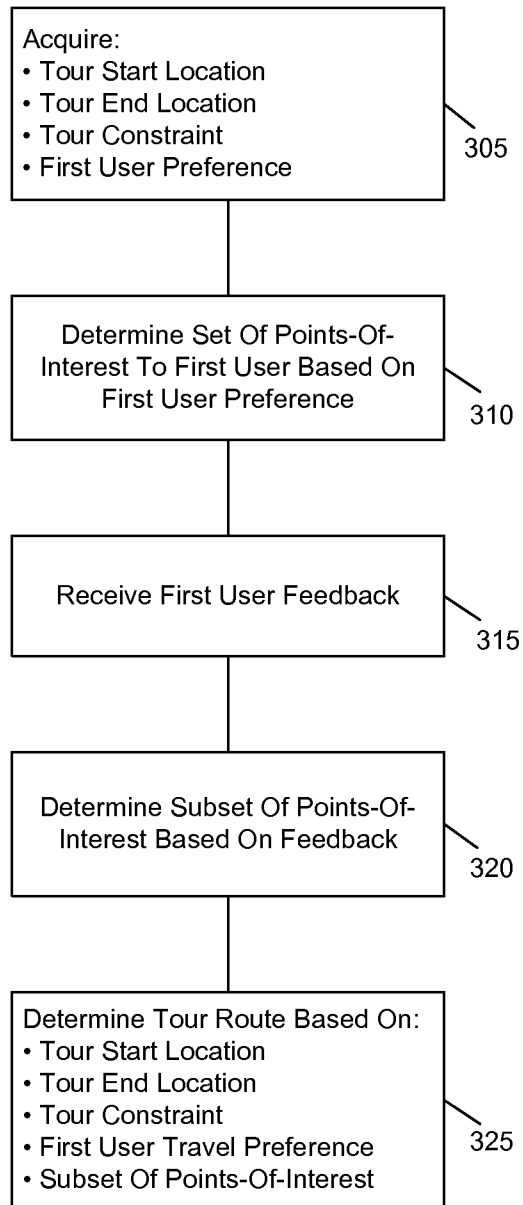 Acquire:
• Tour Start Location
• Tour End Location
• Tour Constraint
• First User Preference
305
Determine Set Of Points-Of-
Interest To First User Based On
First User Preference
310
Receive First User Feedback
315
Determine Subset Of Points-Of-
Interest Based On Feedback
320
Determine Tour Route Based On:
• Tour Start Location
• Tour End Location
• Tour Constraint
• First User Travel Preference
• Subset Of Points-Of-Interest
325